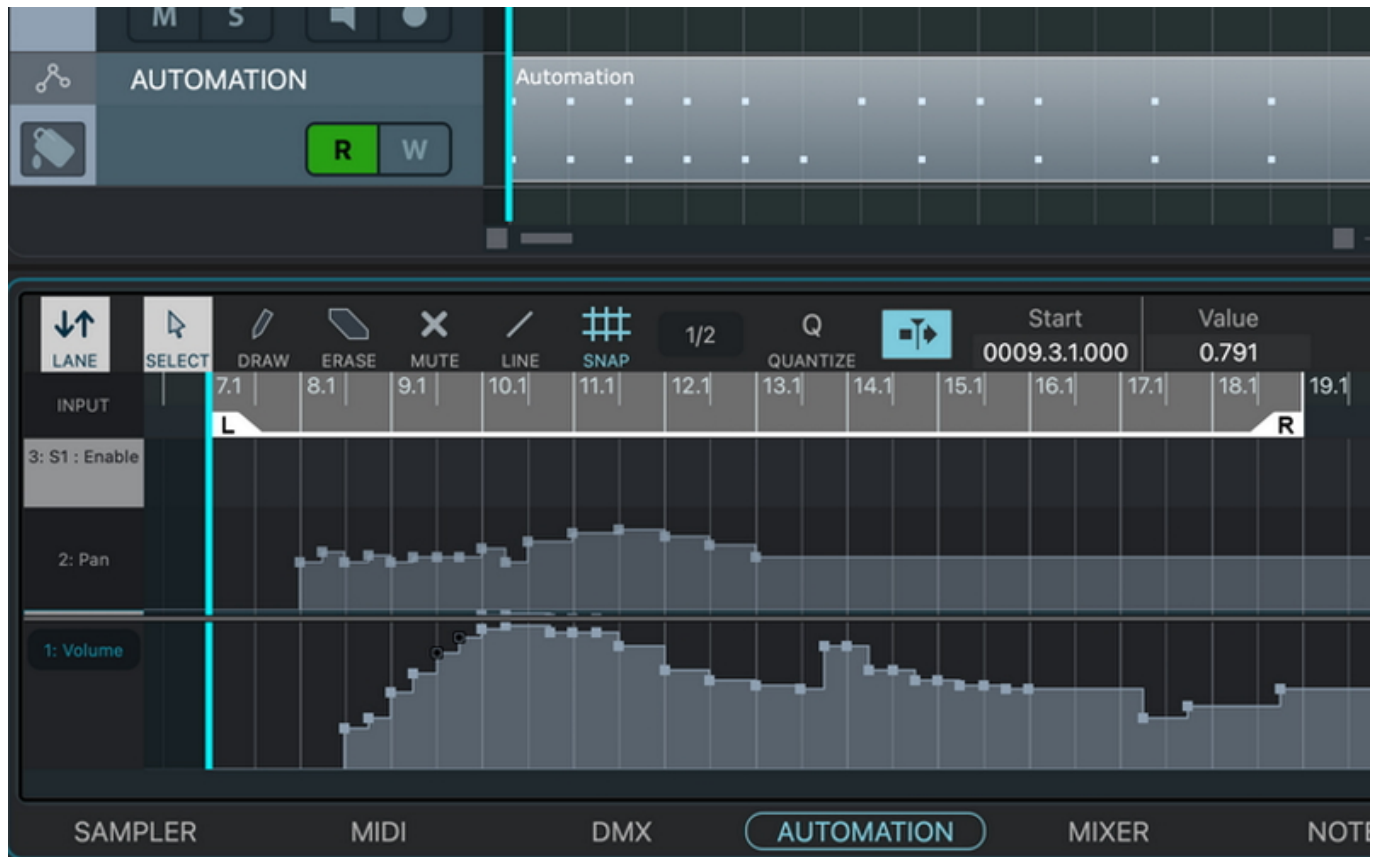 M S
AUTOMATION
Automation
R W
LANE SELECT DRAW ERASE MUTE LINE SNAP 1/2 Q QUANTIZE Start Value
0009.3.1.000 0.791
INPUT 7.1 8.1 9.1 10.1 11.1 12.1 13.1 14.1 15.1 16.1 17.1 18.1 19.1
L R
3: S1 : Enable
2: Pan
1: Volume
SAMPLER MIDI DMX AUTOMATION MIXER NOTE